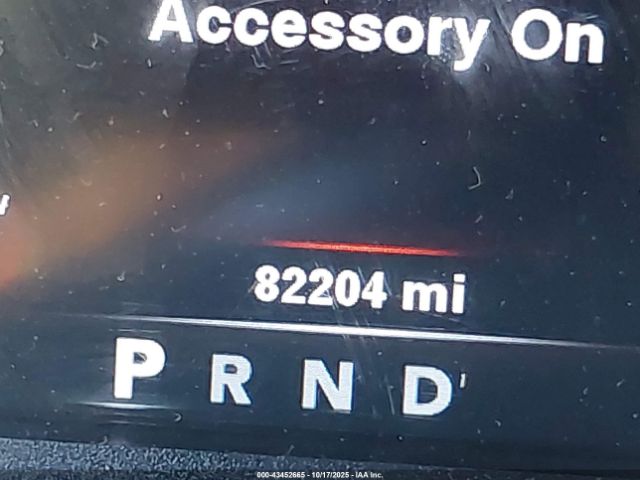 Accessory On
82204 mi
P R N D'
000-43452665 - 10/17/2025 - © IAA Inc.